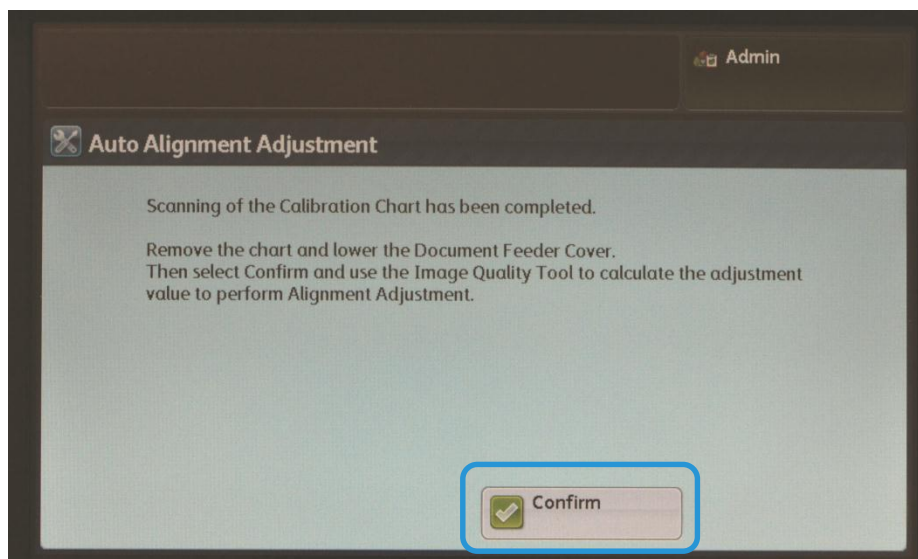 Admin
Auto Alignment Adjustment
Scanning of the Calibration Chart has been completed.
Remove the chart and lower the Document Feeder Cover.
Then select Confirm and use the Image Quality Tool to calculate the adjustment
value to perform Alignment Adjustment.
Confirm